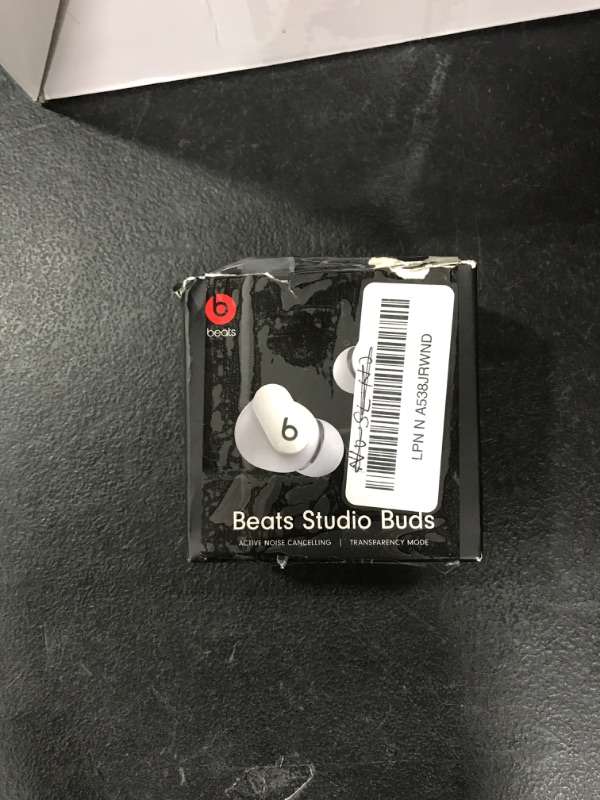 beats
LPN N A538JRWND
Beats Studio Buds
ACTIVE NOISE CANCELLING | TRANSPARENCY MODE